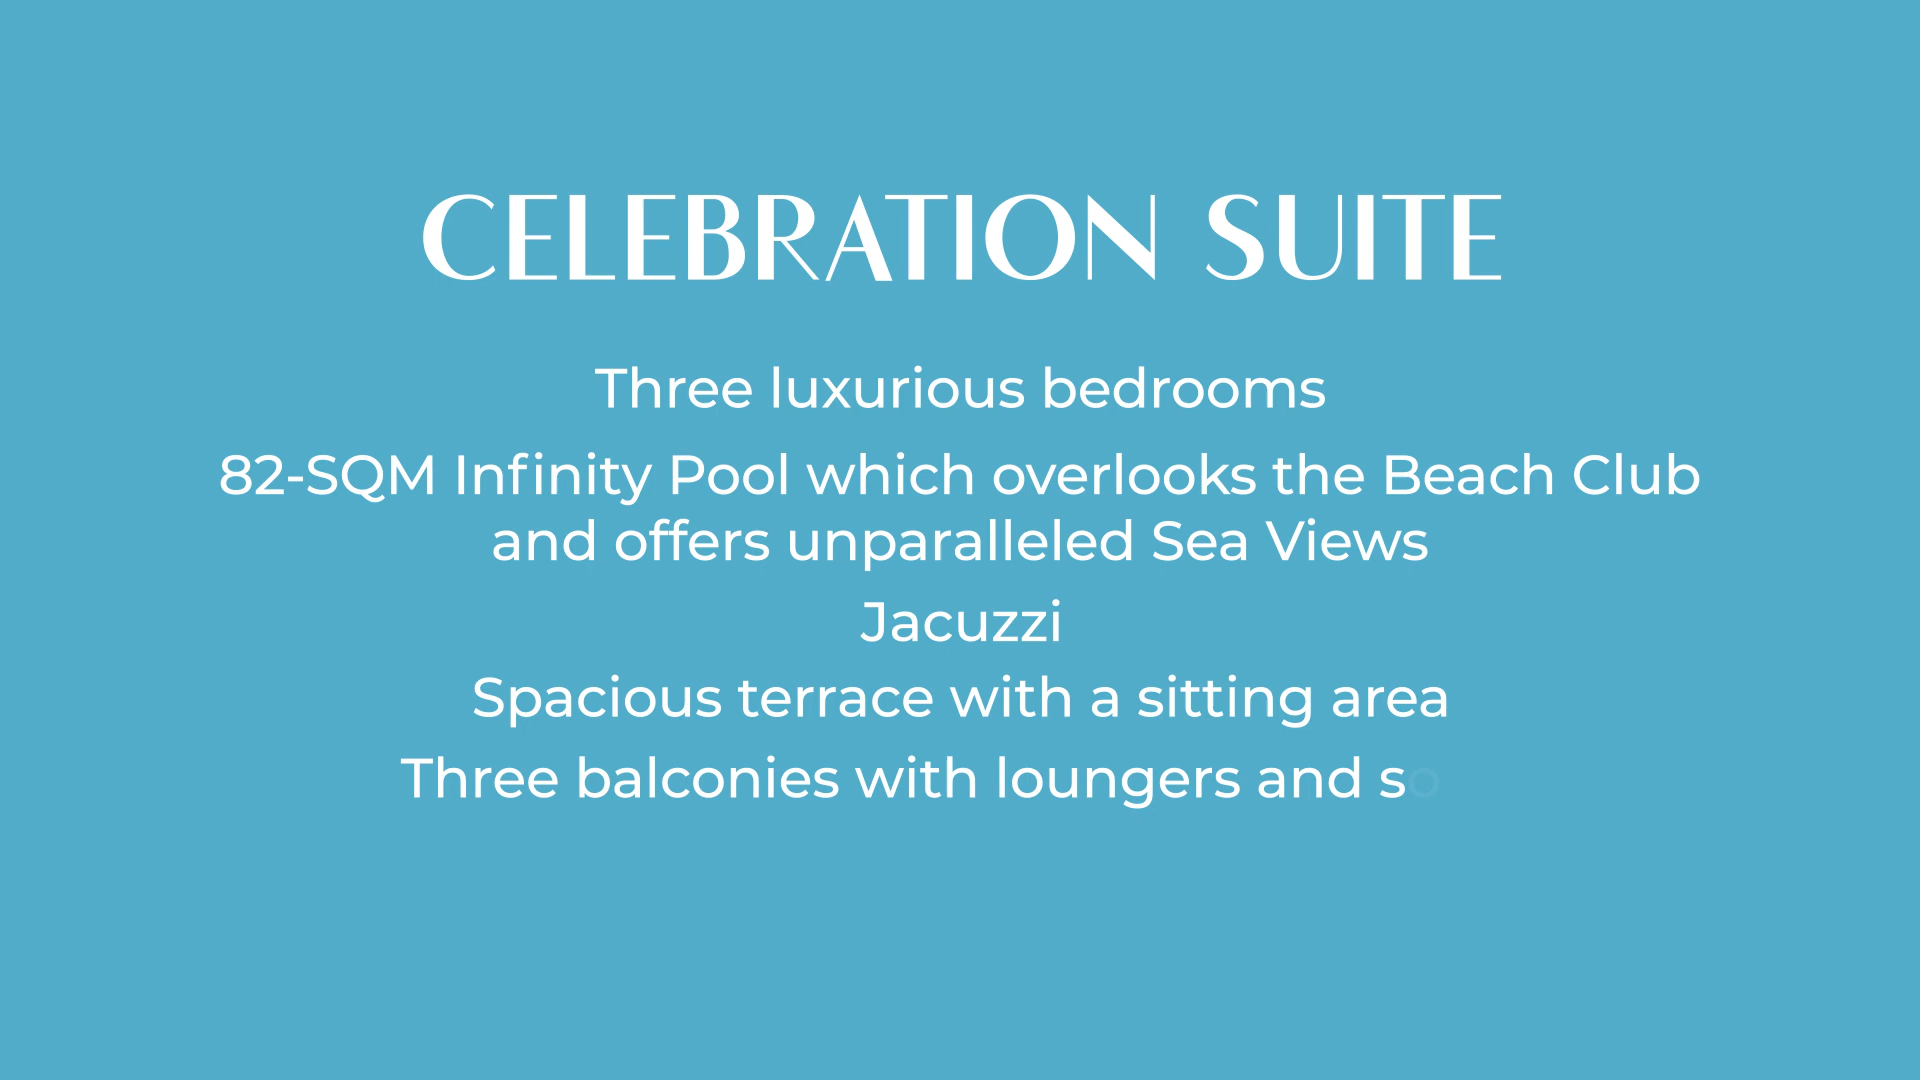 CELEBRATION SUITE
Three luxurious bedrooms
82-SQM Infinity Pool which overlooks the Beach Club
and offers unparalleled Sea Views
Jacuzzi
Spacious terrace with a sitting area
Three balconies with loungers and so